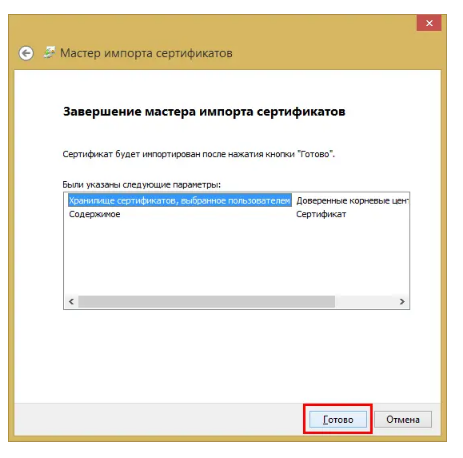 Мастер импорта сертификатов
Завершение мастера импорта сертификатов
Сертификат будет импортирован после нажатия кнопки "Готово".
Были указаны следующие параметры:
Хранилище сертификатов, выбранное пользователем Доверенные корневые цен
Содержимое Сертификат
Готово Отмена